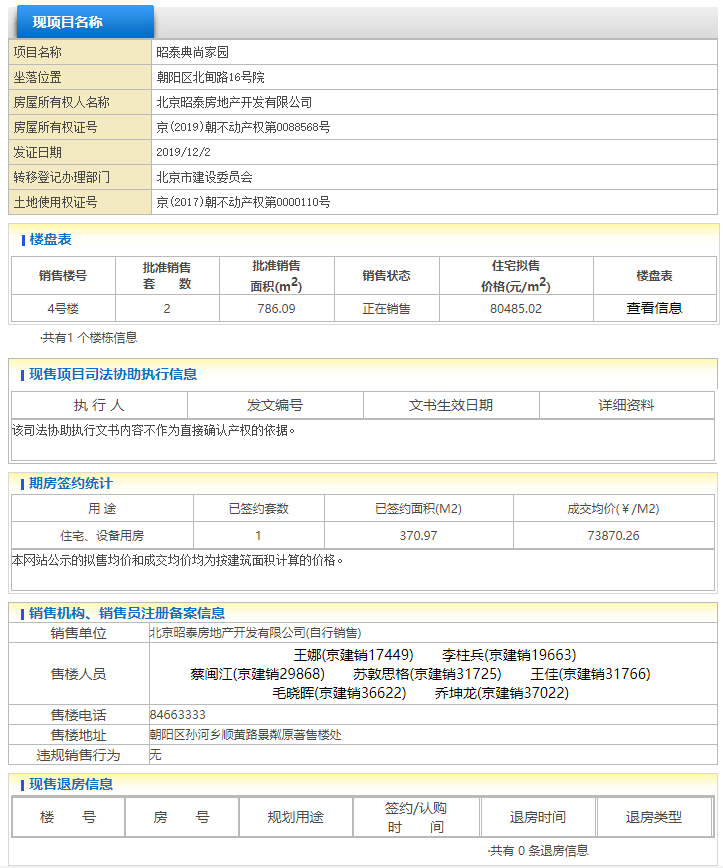 现项目名称
项目名称 昭泰典尚家园
坐落位置 朝阳区北甸路16号院
房屋所有权人名称 北京昭泰房地产开发有限公司
房屋所有权证号 京(2019)朝不动产权第0088568号
发证日期 2019/12/2
转移登记办理部门 北京市建设委员会
土地使用权证号 京(2017)朝不动产权第0000110号
楼盘表
销售楼号 批准销售套 数 批准销售面积(m2) 销售状态 住宅拟售价格(元/m2) 楼盘表
4号楼 2 786.09 正在销售 80485.02 查看信息
·共有1 个楼栋信息
现售项目司法协助执行信息
执 行 人 发文编号 文书生效日期 详细资料
该司法协助执行文书内容不作为直接确认产权的依据。
期房签约统计
用 途 已签约套数 已签约面积(M2) 成交均价(￥/M2)
住宅、设备用房 1 370.97 73870.26
本网站公示的拟售均价和成交均价均为按建筑面积计算的价格。
销售机构、销售员注册备案信息
销售单位 北京昭泰房地产开发有限公司(自行销售)
售楼人员 王娜(京建销17449) 李柱兵(京建销19663)
蔡闽江(京建销29868) 苏敦思格(京建销31725) 王佳(京建销31766)
毛晓晖(京建销36622) 乔坤龙(京建销37022)
售楼电话 84663333
售楼地址 朝阳区孙河乡顺黄路景粼原著售楼处
违规销售行为 无
现售退房信息
楼 号 房 号 规划用途 签约/认购时 间 退房时间 退房类型
·共有 0 条退房信息